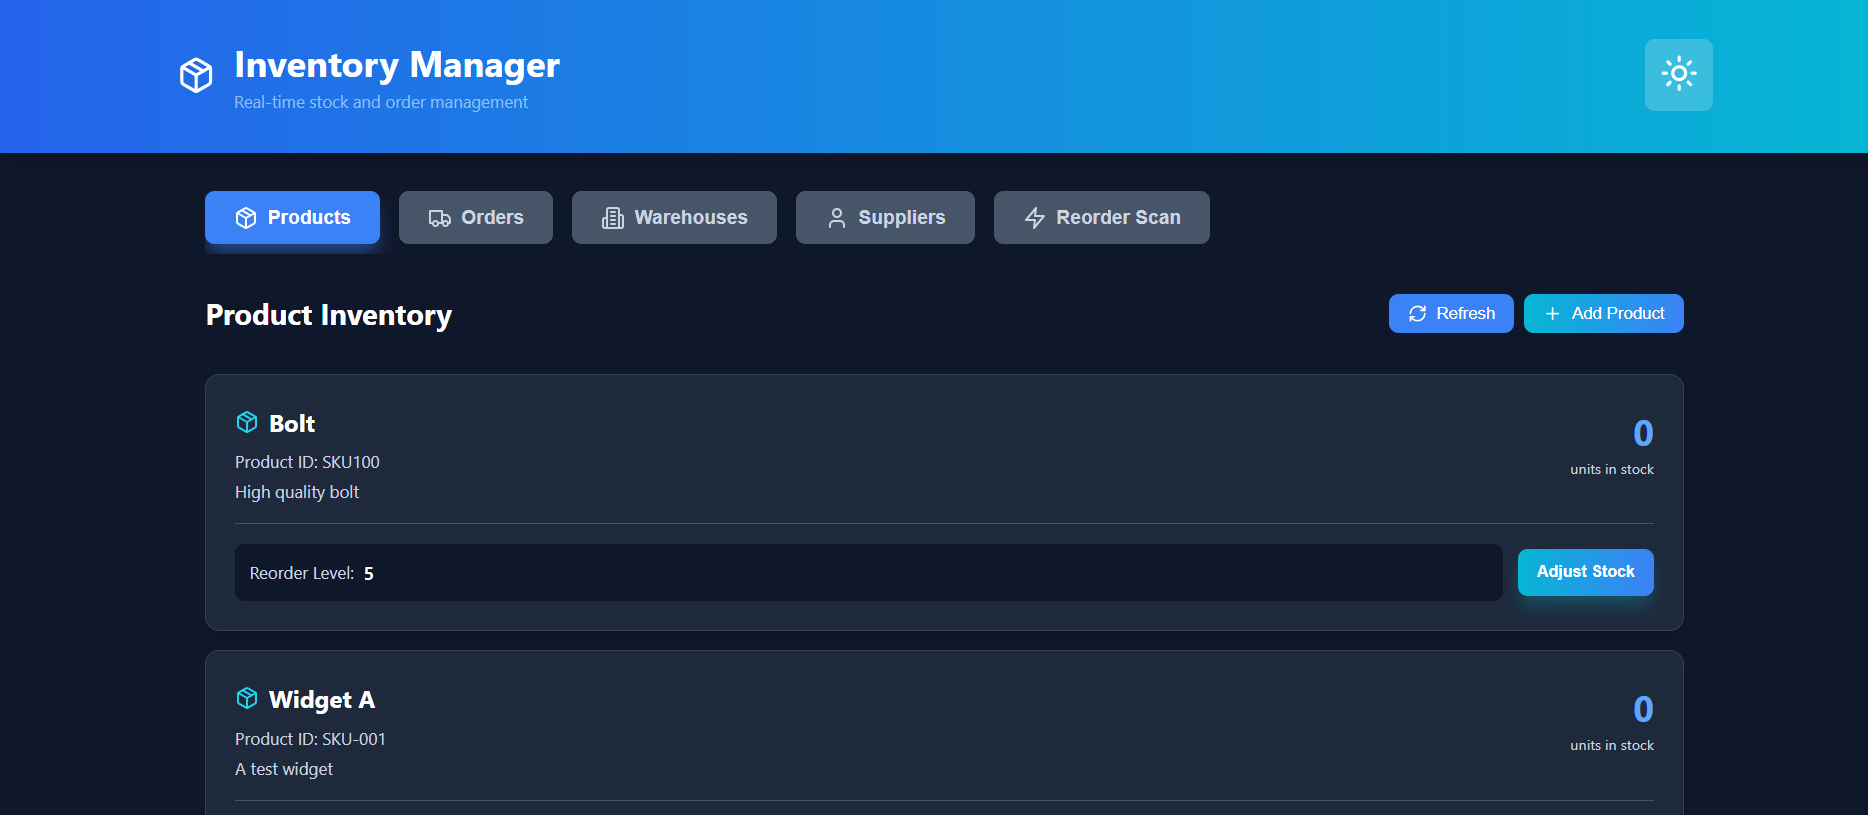 Inventory Manager
Real-time stock and order management
Products Orders Warehouses Suppliers Reorder Scan
Product Inventory
Refresh Add Product
Bolt
0
Product ID: SKU100
units in stock
High quality bolt
Reorder Level: 5
Adjust Stock
Widget A
0
Product ID: SKU-001
units in stock
A test widget